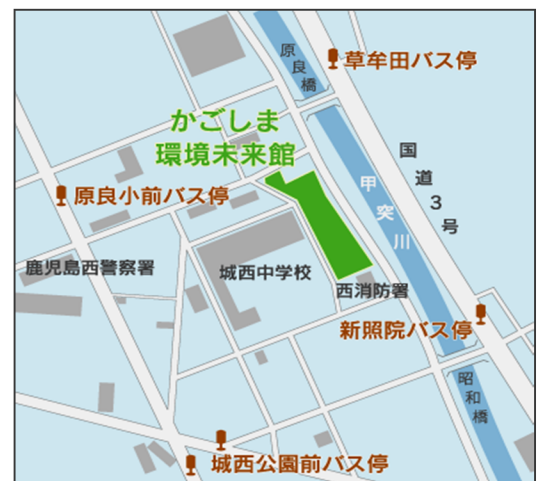 原良橋
草牟田バス停
かごしま
環境未来館
国道3号
甲突川
原良小前バス停
鹿児島西警察署
城西中学校
西消防署
新照院バス停
昭和橋
城西公園前バス停